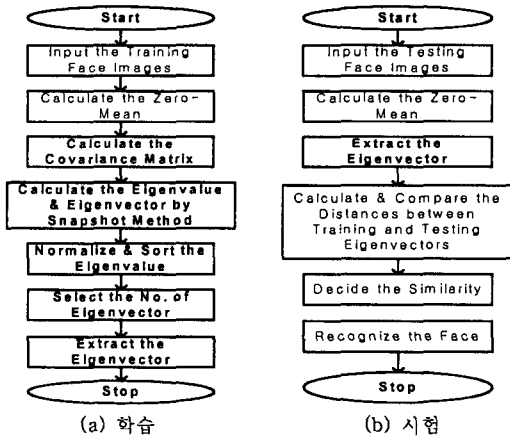 Start
Input the Training
Face Images
Calculate the Zero-
Mean
Calculate the
Covariance Matrix
Calculate the Eigenvalue
& Eigenvector by
Snapshot Method
Normalize & Sort the
Eigenvalue
Select the No. of
Eigenvector
Extract the
Eigenvector
Stop
(a) 학습
Start
Input the Testing
Face Images
Calculate the Zero-
Mean
Extract the
Eigenvector
Calculate & Compare the
Distances between
Training and Testing
Eigenvectors
Decide the Similarity
Recognize the Face
Stop
(b) 시험